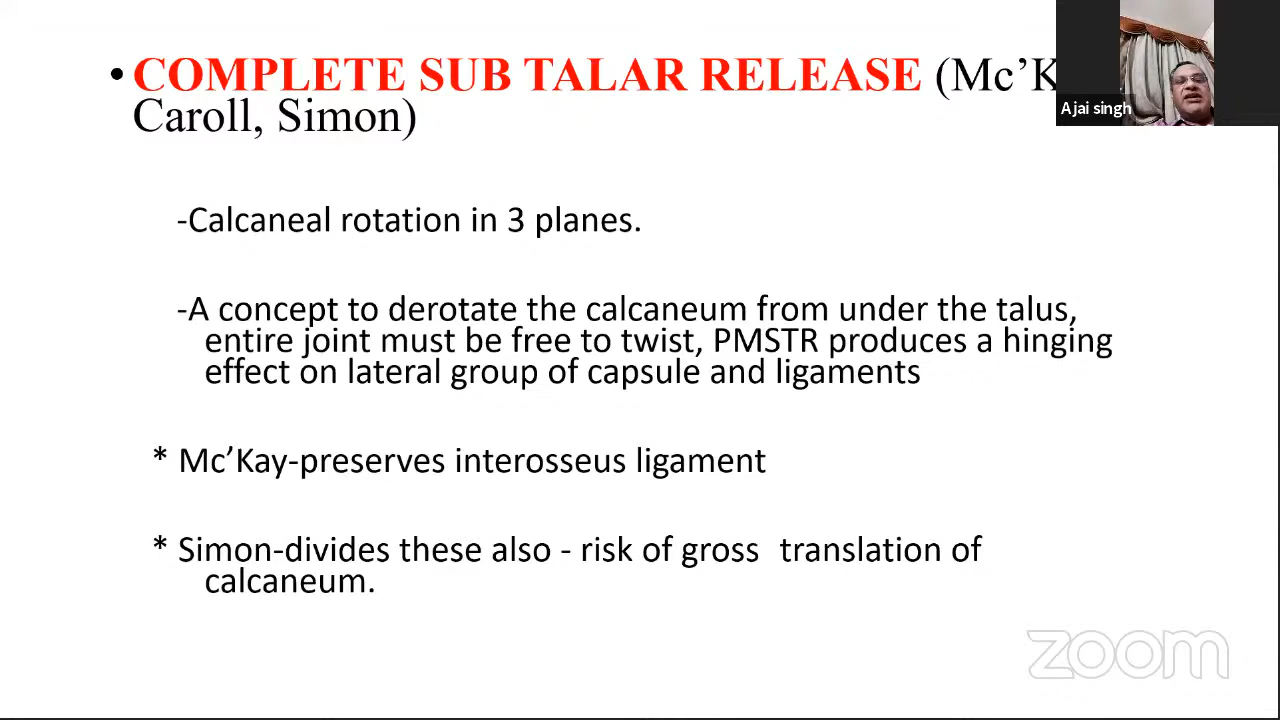 • COMPLETE SUB TALAR RELEASE (Mc’K
Caroll, Simon)
Ajai singh
-Calcaneal rotation in 3 planes.
-A concept to derotate the calcaneum from under the talus,
entire joint must be free to twist, PMSTR produces a hinging
effect on lateral group of capsule and ligaments
* Mc’Kay-preserves interosseus ligament
* Simon-divides these also - risk of gross translation of
calcaneum.
zoom